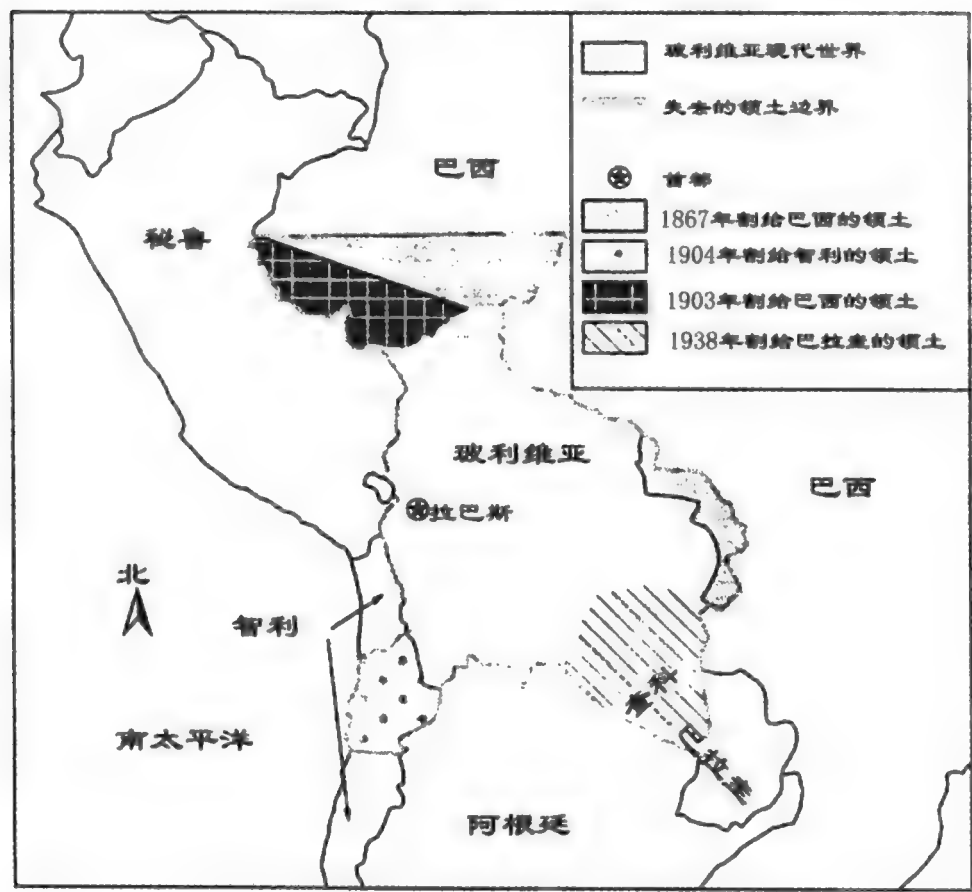 玻利维亚现代世界
失去的领土边界
首都
1867年割给巴西的领土
1904年割给智利的领土
1903年割给巴西的领土
1938年割给巴拉圭的领土
巴西
秘鲁
玻利维亚
巴西
拉巴斯
北
智利
查科
南太平洋
巴拉圭
阿根廷